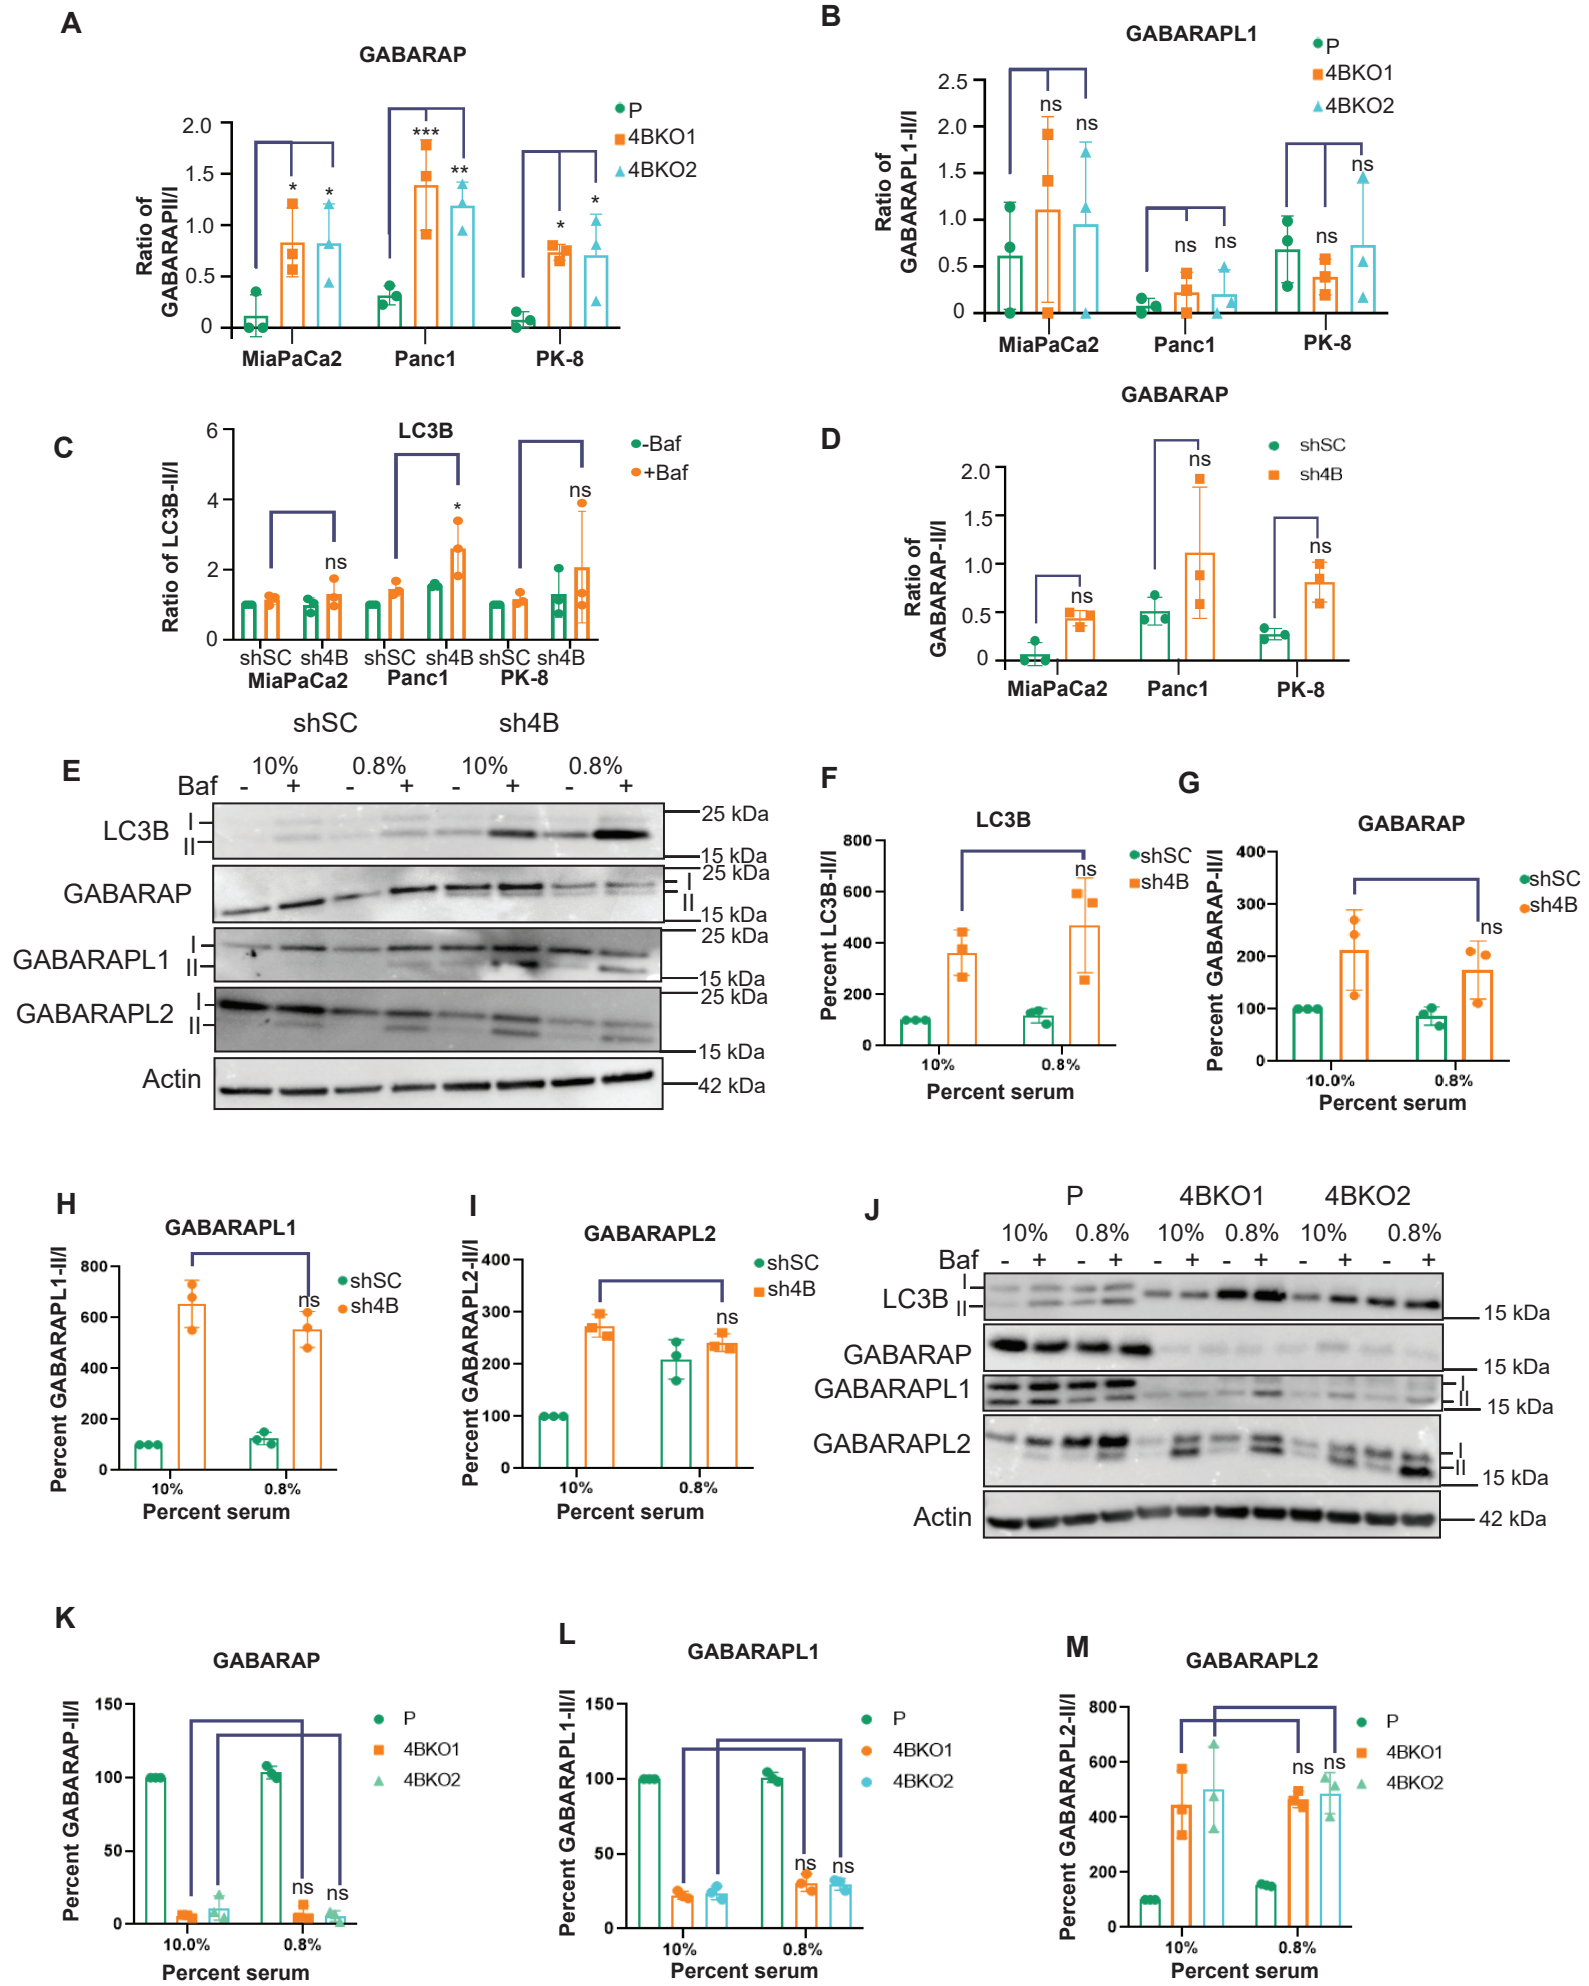 A
GABARAP
Ratio of
GABARAPII/I
2.0
1.5
1.0
0.5
0
* * *** ** * *
P
4BKO1
4BKO2
MiaPaCa2 Panc1 PK-8
B
GABARAPL1
Ratio of
GABARAPL1-II/I
2.5
2.0
1.5
1.0
0.5
0
ns ns ns ns ns ns
P
4BKO1
4BKO2
MiaPaCa2 Panc1 PK-8
C
LC3B
Ratio of LC3B-II/I
6
4
2
0
ns * ns
-Baf
+Baf
shSC sh4B shSC sh4B shSC sh4B
MiaPaCa2 Panc1 PK-8
D
GABARAP
Ratio of
GABARAP-II/I
2.0
1.5
1.0
0.5
0
ns ns ns
shSC
sh4B
MiaPaCa2 Panc1 PK-8
E
shSC sh4B
10% 0.8% 10% 0.8%
Baf - + - + - + - +
LC3B I II 25 kDa 15 kDa
GABARAP I II 25 kDa 15 kDa
GABARAPL1 I II 25 kDa 15 kDa
GABARAPL2 I II 25 kDa 15 kDa
Actin 42 kDa
F
LC3B
Percent LC3B-II/I
800
600
400
200
0
ns
shSC
sh4B
10% 0.8%
Percent serum
G
GABARAP
Percent GABARAP-II/I
400
300
200
100
0
ns
shSC
sh4B
10.0% 0.8%
Percent serum
H
GABARAPL1
Percent GABARAPL1-II/I
800
600
400
200
0
ns
shSC
sh4B
10% 0.8%
Percent serum
I
GABARAPL2
Percent GABARAPL2-II/I
400
300
200
100
0
ns
shSC
sh4B
10% 0.8%
Percent serum
J
P 4BKO1 4BKO2
10% 0.8% 10% 0.8% 10% 0.8%
Baf - + - + - + - + - + - +
LC3B I II 15 kDa
GABARAP 15 kDa
GABARAPL1 I II 15 kDa
GABARAPL2 I II 15 kDa
Actin 42 kDa
K
GABARAP
Percent GABARAP-II/I
150
100
50
0
ns ns
P
4BKO1
4BKO2
10.0% 0.8%
Percent serum
L
GABARAPL1
Percent GABARAPL1-II/I
150
100
50
0
ns ns
P
4BKO1
4BKO2
10% 0.8%
Percent serum
M
GABARAPL2
Percent GABARAPL2-II/I
800
600
400
200
0
ns ns
P
4BKO1
4BKO2
10% 0.8%
Percent serum